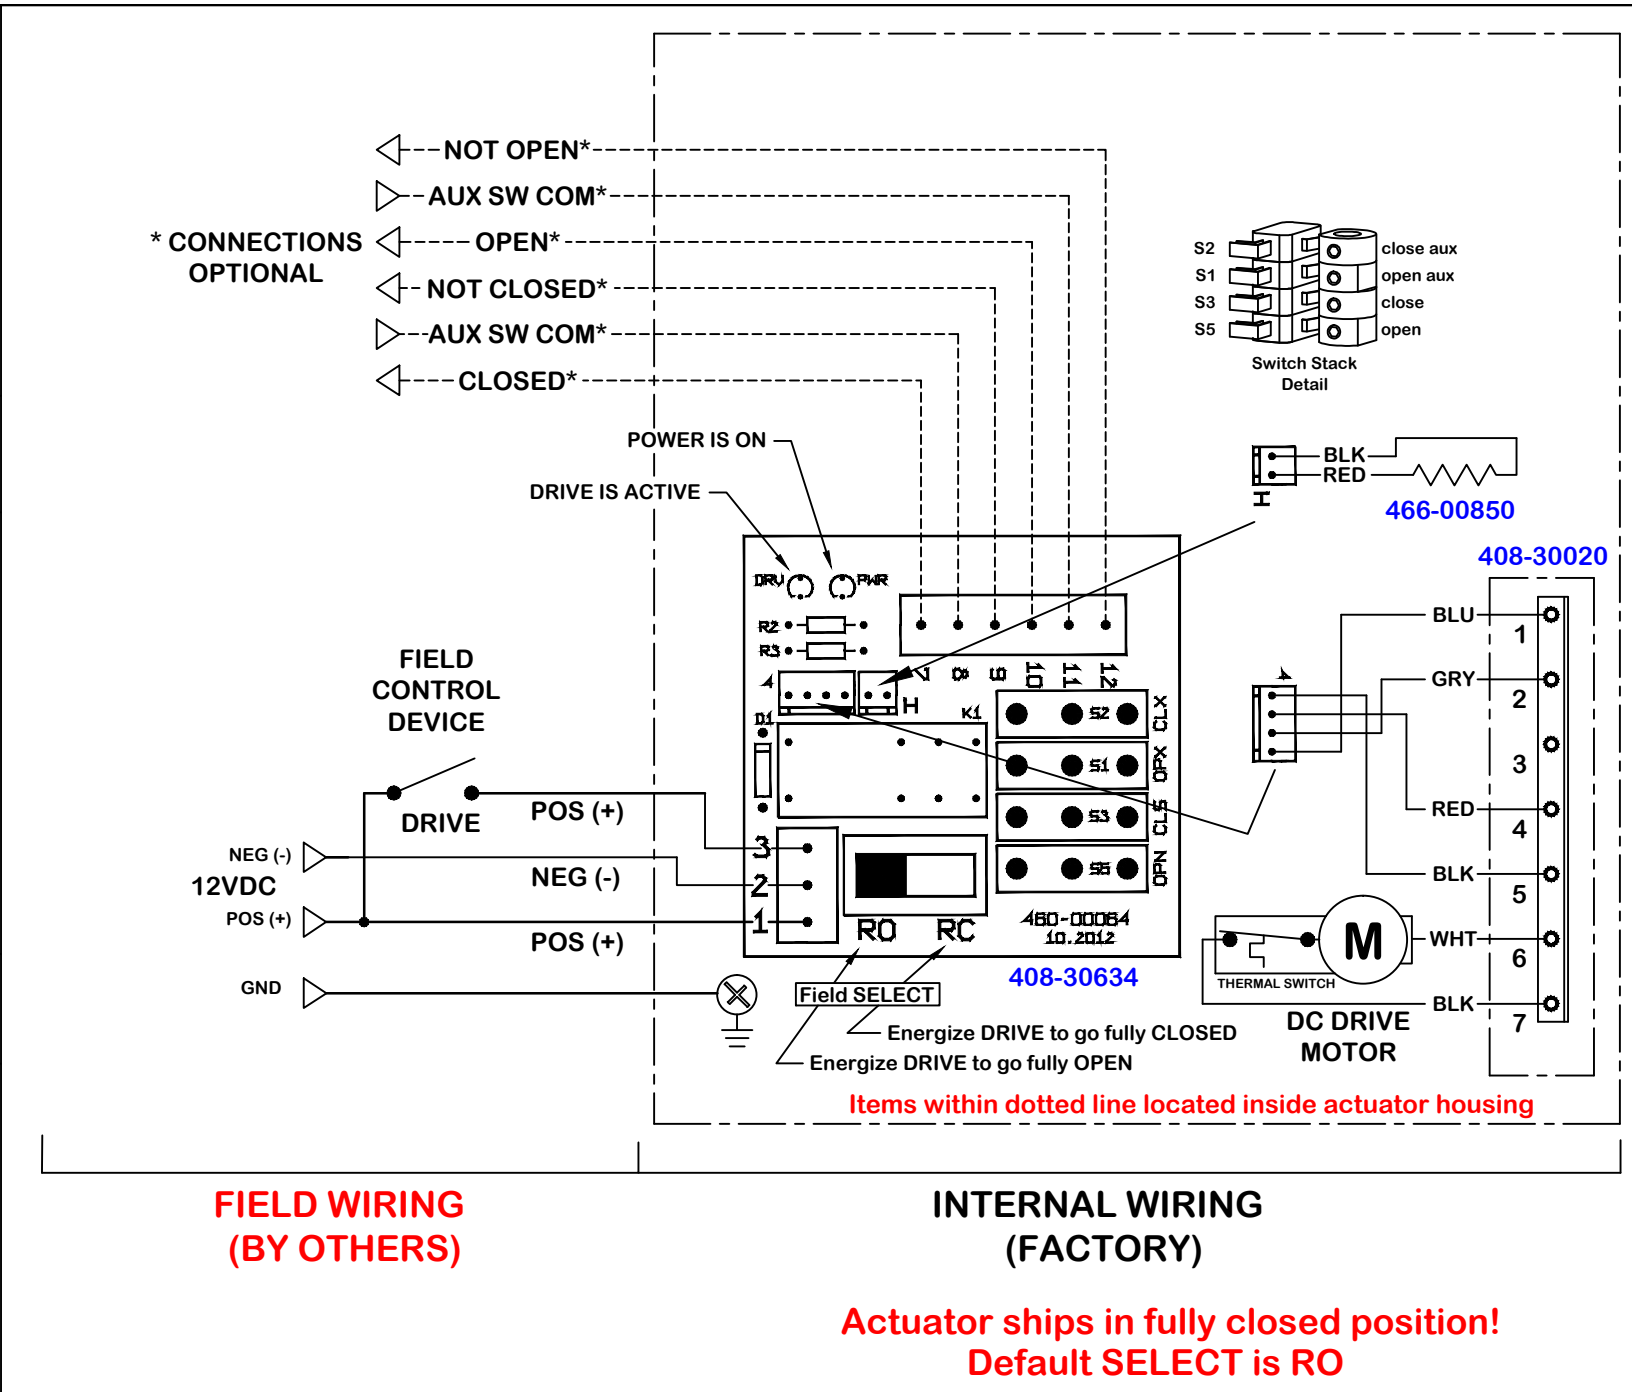 NOT OPEN*
AUX SW COM*
* CONNECTIONS
OPTIONAL
OPEN*
NOT CLOSED*
AUX SW COM*
CLOSED*
S2
close aux
S1
open aux
S3
close
S5
open
Switch Stack
Detail
POWER IS ON
DRIVE IS ACTIVE
BLK
RED
H
466-00850
408-30020
DRV
PWR
R2
R3
7
8
9
10
11
12
H
D1
K1
S2
CLX
S1
OPX
S3
CLS
S5
OPN
3
2
1
RO
RC
460-00064
10.2012
408-30634
Field SELECT
Energize DRIVE to go fully CLOSED
Energize DRIVE to go fully OPEN
FIELD
CONTROL
DEVICE
DRIVE
POS (+)
NEG (-)
12VDC
NEG (-)
POS (+)
POS (+)
GND
BLU
1
GRY
2
3
RED
4
BLK
5
M
WHT
6
THERMAL SWITCH
BLK
7
DC DRIVE
MOTOR
Items within dotted line located inside actuator housing
FIELD WIRING
(BY OTHERS)
INTERNAL WIRING
(FACTORY)
Actuator ships in fully closed position!
Default SELECT is RO